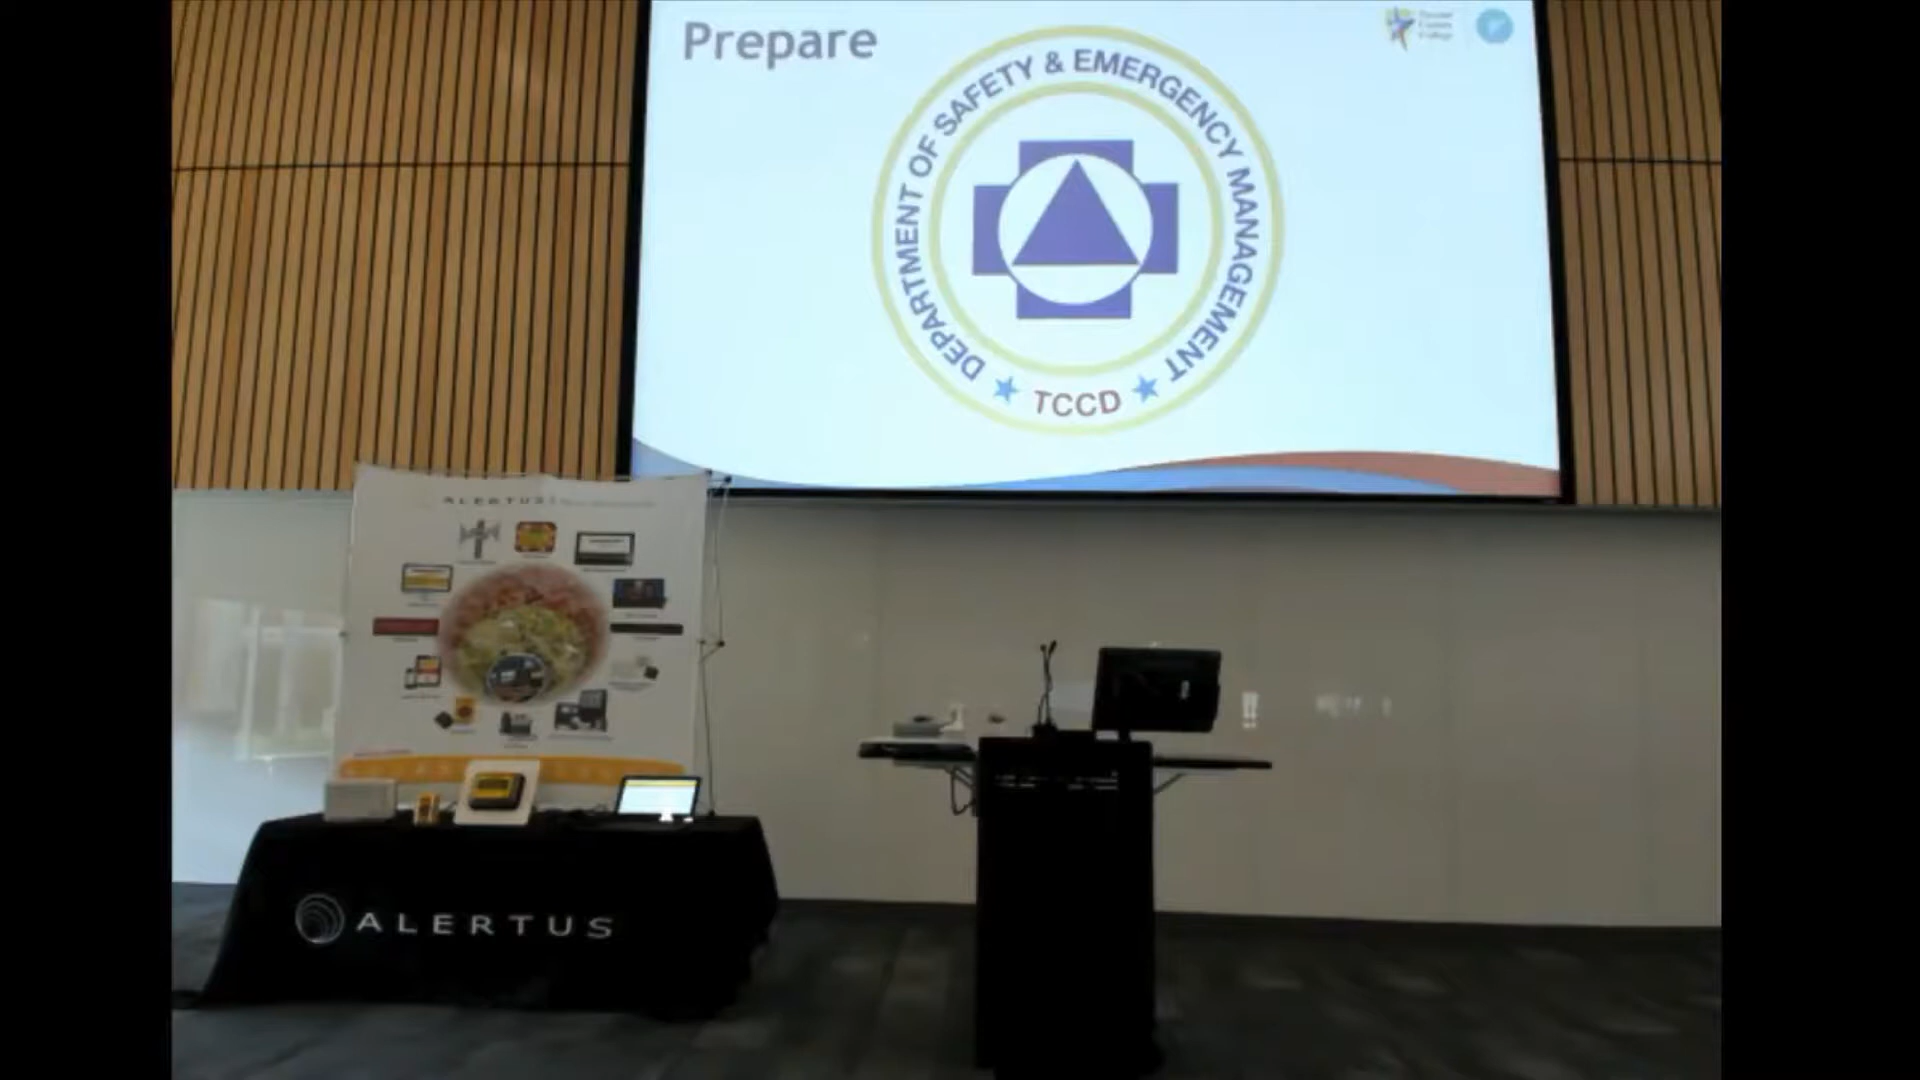 Prepare
DEPARTMENT OF SAFETY & EMERGENCY MANAGEMENT
TCCD
ALERTUS
ALERTUS